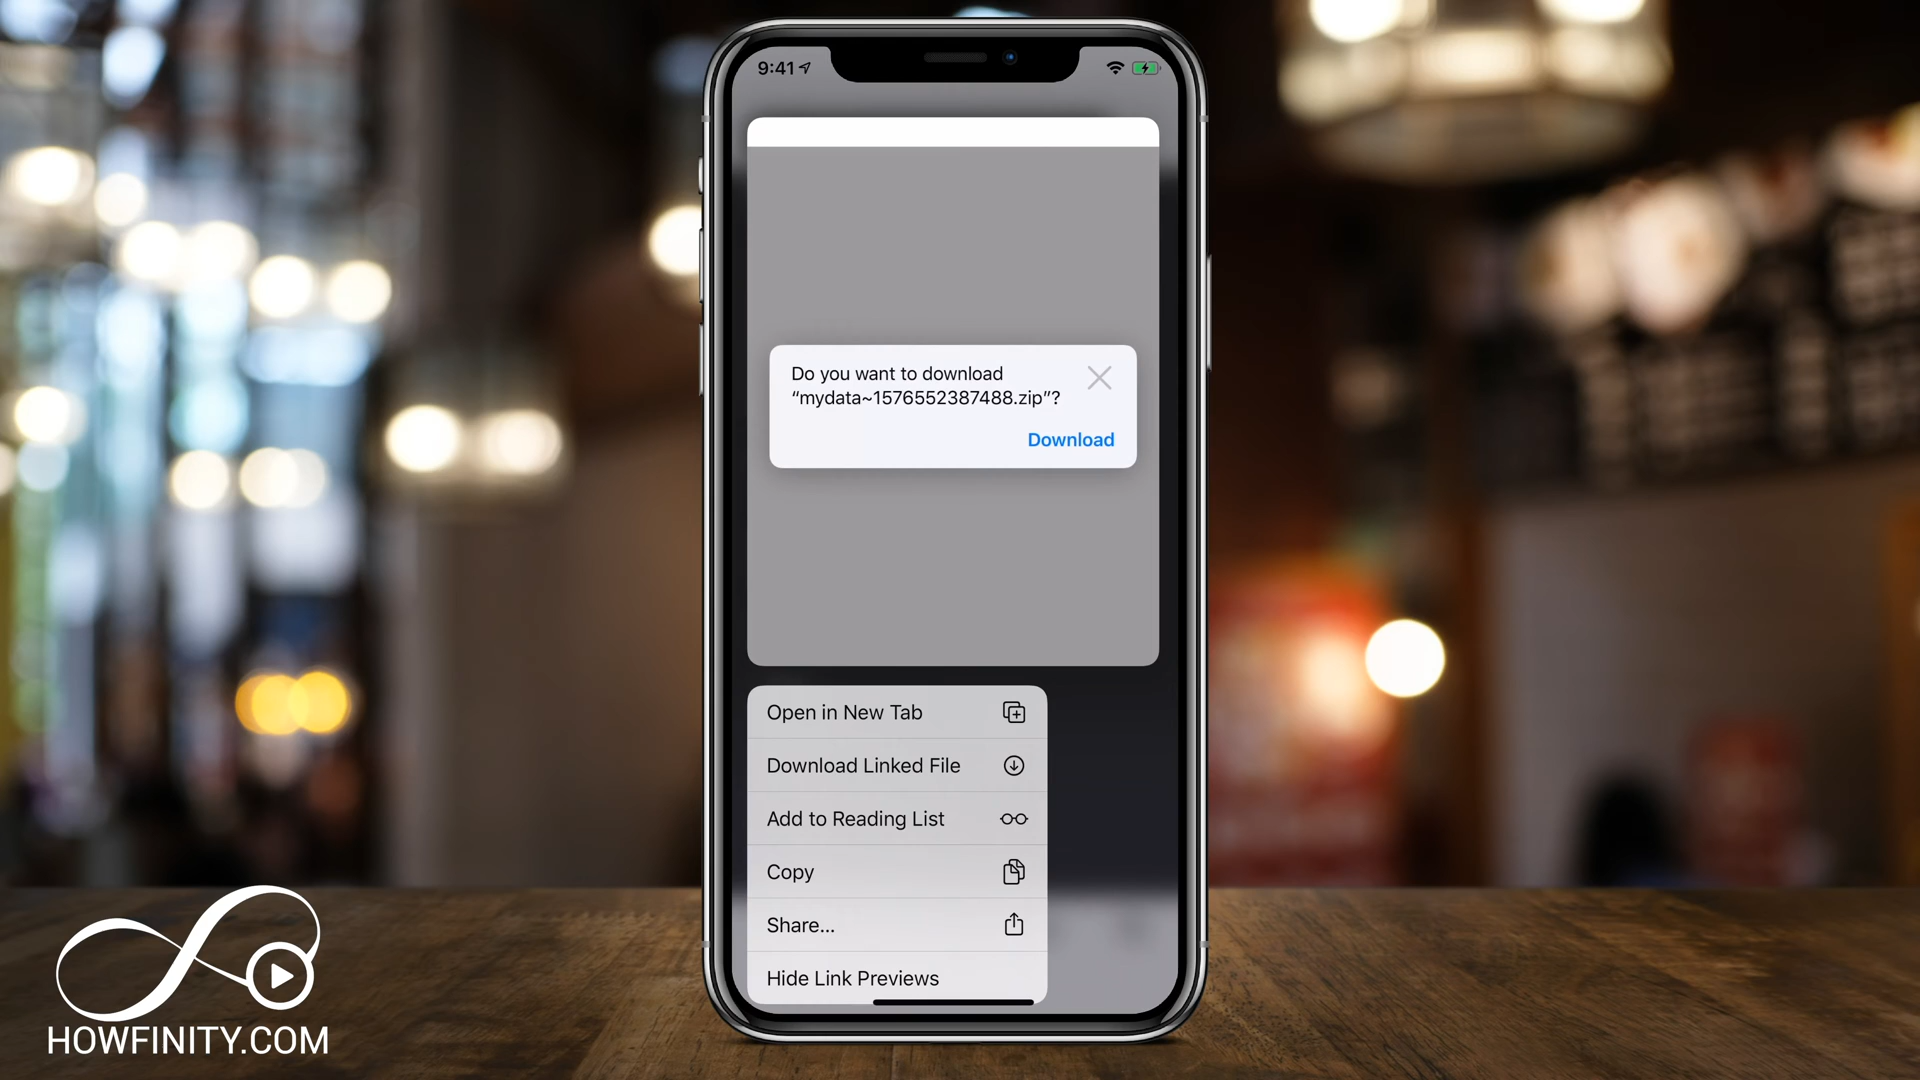 9:41
Do you want to download
“mydata~1576552387488.zip”?
Download
Open in New Tab
Download Linked File
Add to Reading List
Copy
Share...
Hide Link Previews
HOWFINITY.COM